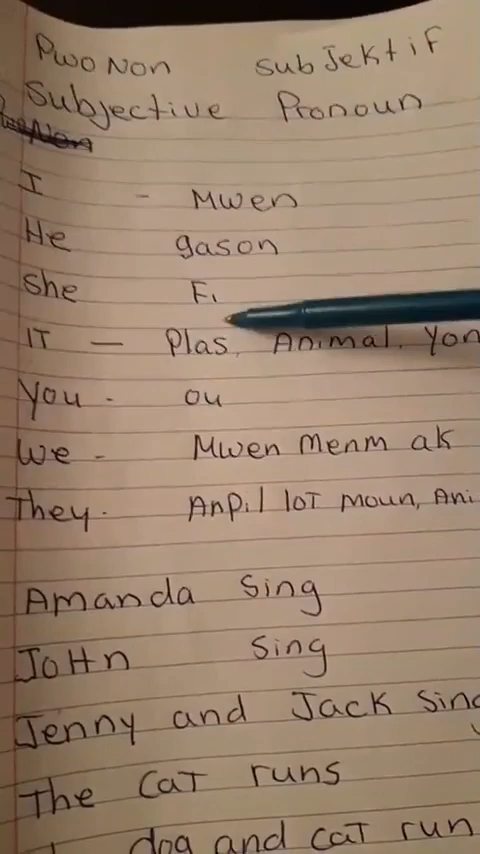 PwoNon subjektif
Subjective Pronoun
I - Mwen
He gason
She Fi
IT - Plas, Animal, Yon
You - ou
We - Mwen menm ak
They - Anpil lot moun, Ani
Amanda Sing
JoHn Sing
Jenny and Jack Sing
The CaT runs
dog and caT run